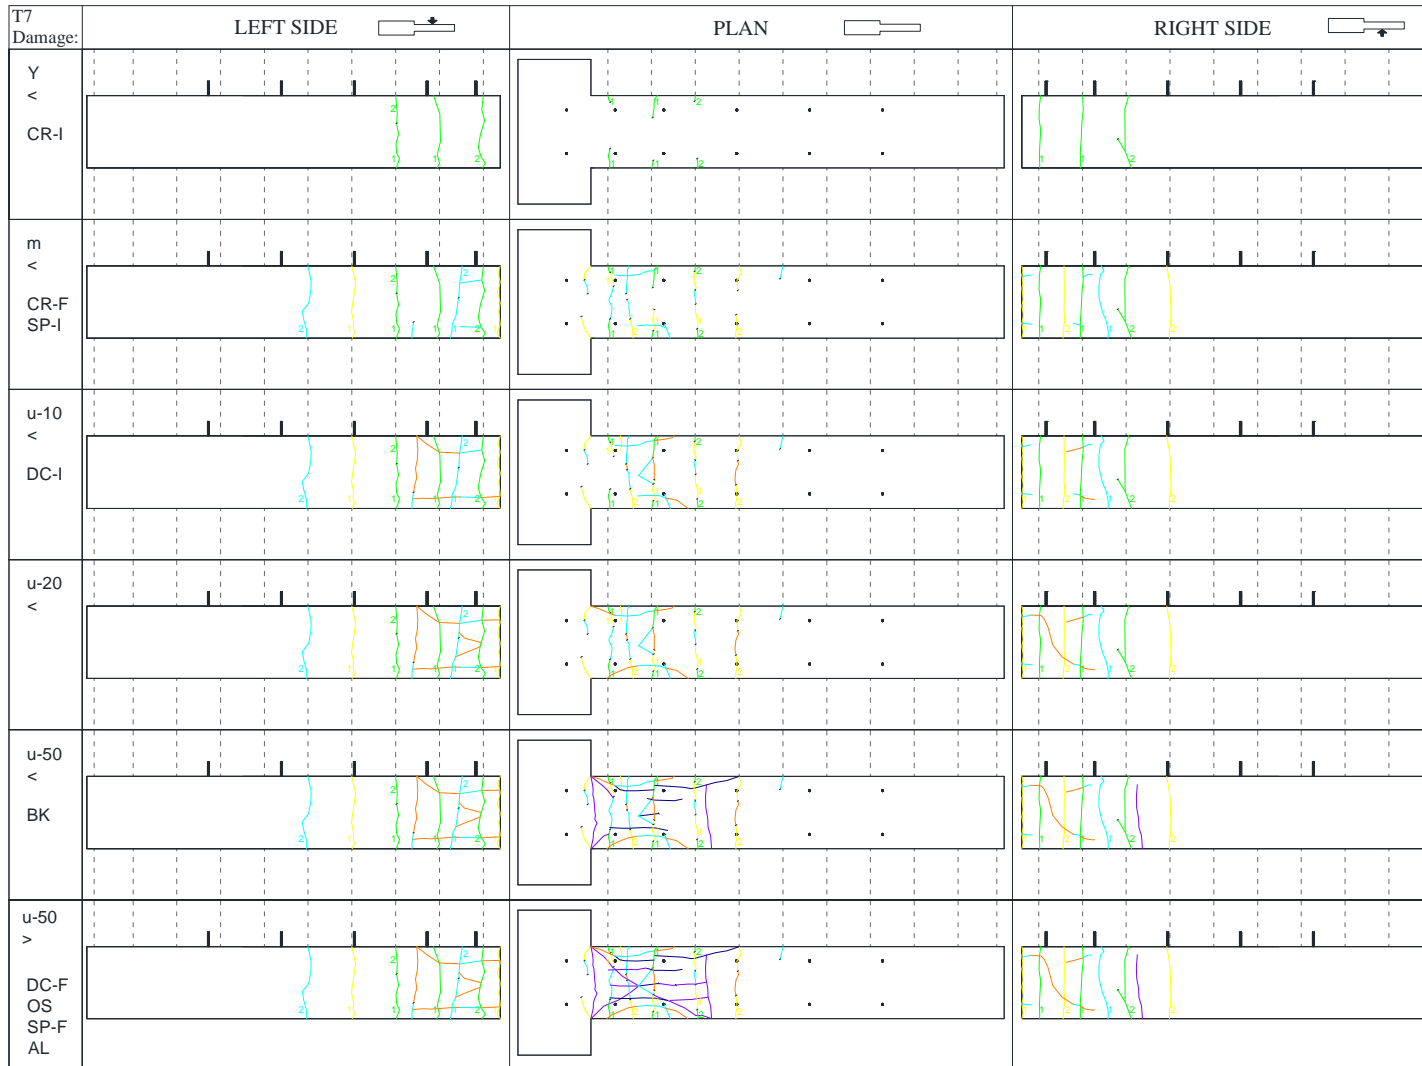 T7
Damage:
LEFT SIDE
PLAN
RIGHT SIDE
Y
<
CR-I
m
<
CR-F
SP-I
u-10
<
DC-I
u-20
<
u-50
<
BK
u-50
>
DC-F
OS
SP-F
AL